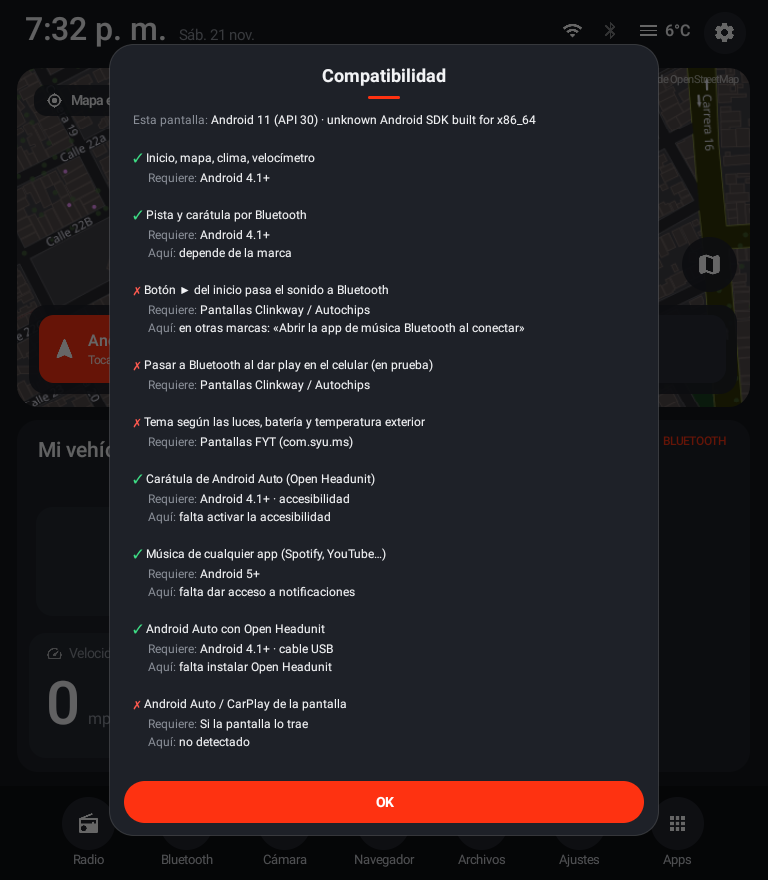 7:32 p. m. Sáb. 21 nov.
6°C
Compatibilidad
de OpenStreetMap
Mapa e
Carrera 16
a 19
Calle 22a
Calle 22B
Esta pantalla: Android 11 (API 30) · unknown Android SDK built for x86_64
✓ Inicio, mapa, clima, velocímetro
Requiere: Android 4.1+
✓ Pista y carátula por Bluetooth
Requiere: Android 4.1+
Aquí: depende de la marca
✗ Botón ► del inicio pasa el sonido a Bluetooth
Requiere: Pantallas Clinkway / Autochips
Aquí: en otras marcas: «Abrir la app de música Bluetooth al conectar»
✗ Pasar a Bluetooth al dar play en el celular (en prueba)
Requiere: Pantallas Clinkway / Autochips
✗ Tema según las luces, batería y temperatura exterior
Requiere: Pantallas FYT (com.syu.ms)
✓ Carátula de Android Auto (Open Headunit)
Requiere: Android 4.1+ · accesibilidad
Aquí: falta activar la accesibilidad
✓ Música de cualquier app (Spotify, YouTube…)
Requiere: Android 5+
Aquí: falta dar acceso a notificaciones
✓ Android Auto con Open Headunit
Requiere: Android 4.1+ · cable USB
Aquí: falta instalar Open Headunit
✗ Android Auto / CarPlay de la pantalla
Requiere: Si la pantalla lo trae
Aquí: no detectado
OK
And
Toca
Mi vehíc
BLUETOOTH
Velocid
0 mp
Radio
Bluetooth
Cámara
Navegador
Archivos
Ajustes
Apps